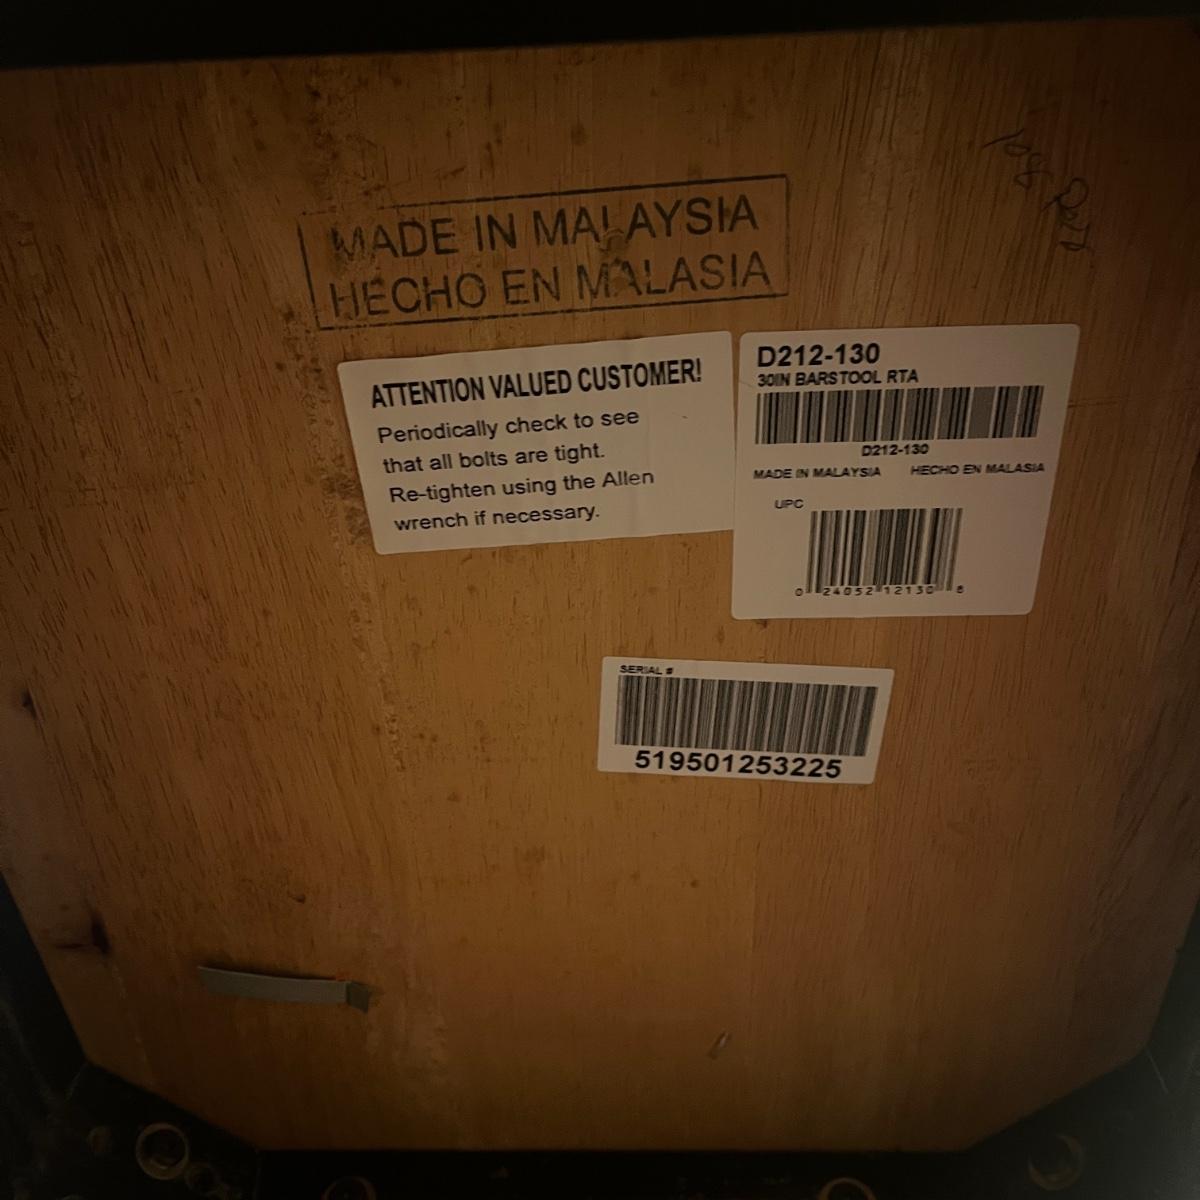 MADE IN MALAYSIA
HECHO EN MALASIA
ATTENTION VALUED CUSTOMER!
Periodically check to see
that all bolts are tight.
Re-tighten using the Allen
wrench if necessary.
D212-130
30IN BARSTOOL RTA
D212-130
MADE IN MALAYSIA HECHO EN MALASIA
UPC
0 24052 12130 8
SERIAL #
519501253225